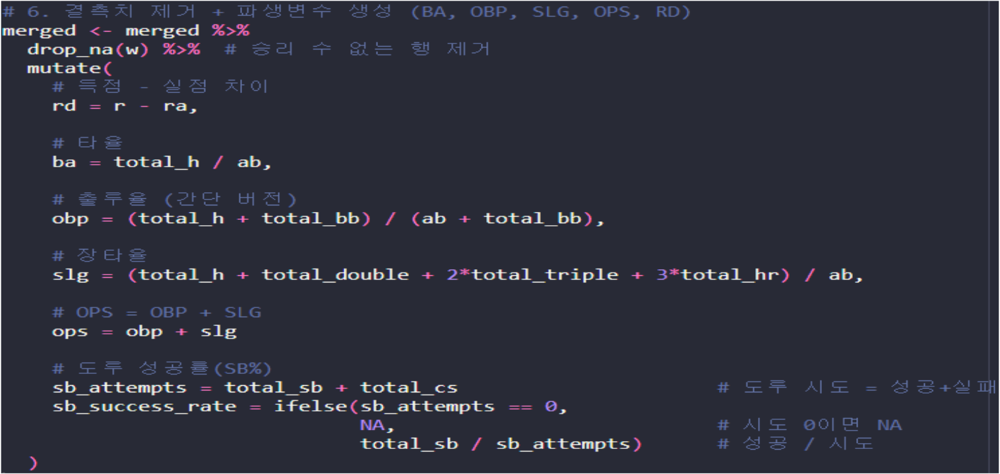 # 6. 결측치 제거 + 파생변수 생성 (BA, OBP, SLG, OPS, RD)
merged <- merged %>%
drop_na(w) %>% # 승리 수 없는 행 제거
mutate(
# 득점 - 실점 차이
rd = r - ra,
# 타율
ba = total_h / ab,
# 출루율 (간단 버전)
obp = (total_h + total_bb) / (ab + total_bb),
# 장타율
slg = (total_h + total_double + 2*total_triple + 3*total_hr) / ab,
# OPS = OBP + SLG
ops = obp + slg
# 도루 성공률(SB%)
sb_attempts = total_sb + total_cs # 도루 시도 = 성공+실패
sb_success_rate = ifelse(sb_attempts == 0,
NA, # 시도 0이면 NA
total_sb / sb_attempts) # 성공 / 시도
)